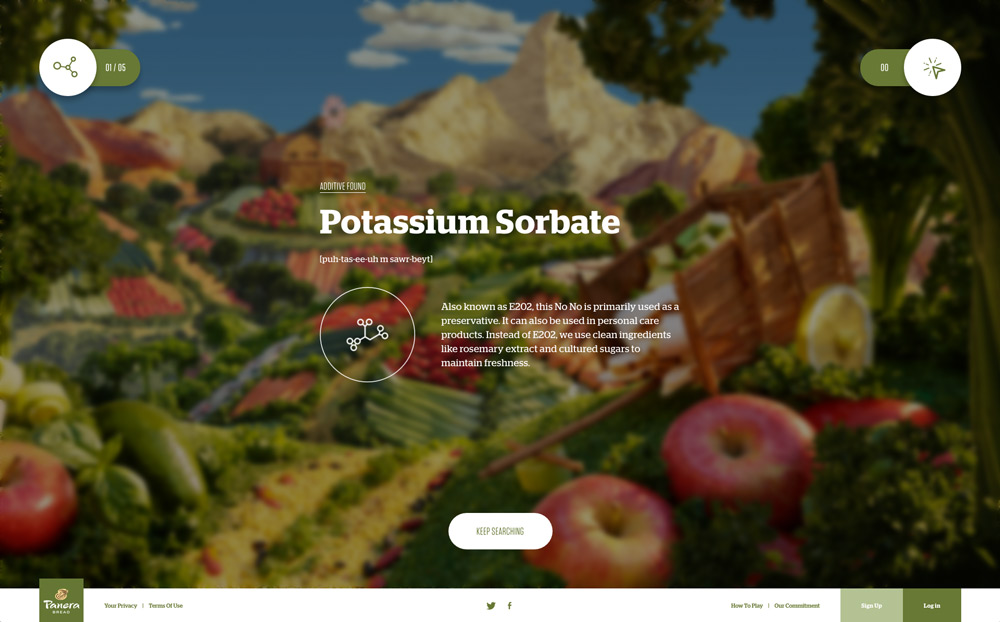 01 / 05
00
ADDITIVE FOUND
Potassium Sorbate
[puh-tas-ee-uh m sawr-beyt]
Also known as E202, this No No is primarily used as a
preservative. It can also be used in personal care
products. Instead of E202, we use clean ingredients
like rosemary extract and cultured sugars to
maintain freshness.
KEEP SEARCHING
Panera
BREAD
Your Privacy | Terms Of Use
How To Play | Our Commitment
Sign Up
Log in